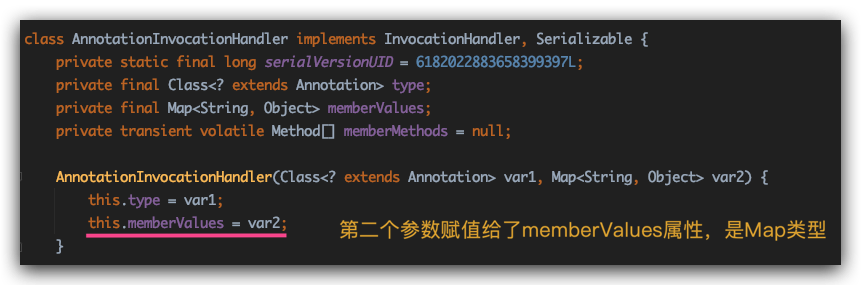 class AnnotationInvocationHandler implements InvocationHandler, Serializable {
    private static final long serialVersionUID = 6182022883658399397L;
    private final Class<? extends Annotation> type;
    private final Map<String, Object> memberValues;
    private transient volatile Method[] memberMethods = null;

    AnnotationInvocationHandler(Class<? extends Annotation> var1, Map<String, Object> var2) {
        this.type = var1;
        this.memberValues = var2;
第二个参数赋值给了memberValues属性，是Map类型
    }